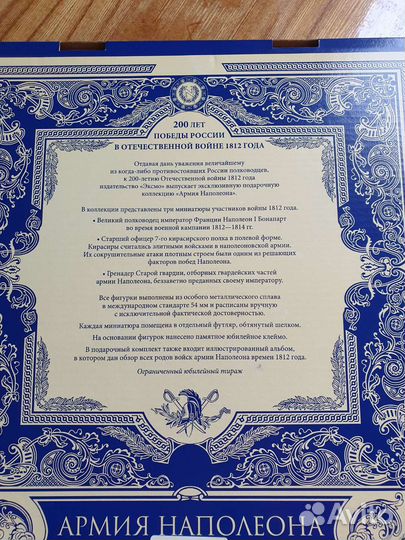 200 ЛЕТ
ПОБЕДЫ РОССИИ
В ОТЕЧЕСТВЕННОЙ ВОЙНЕ 1812 ГОДА
Отдавая дань уважения величайшему
из когда-либо противостоявших России полководцев,
к 200-летию Отечественной войны 1812 года
издательство «Эксмо» выпускает эксклюзивную подарочную
коллекцию «Армия Наполеона».
В коллекции представлены три миниатюры участников войны 1812 года.
• Великий полководец император Франции Наполеон I Бонапарт
во время военной кампании 1812—1814 гг.
• Старший офицер 7-го кирасирского полка в полевой форме.
Кирасиры считались элитными войсками в наполеоновской армии.
Их сокрушительные атаки плотным строем были одним из решающих
факторов побед Наполеона.
• Гренадер Старой гвардии, отборных гвардейских частей
армии Наполеона, беззаветно преданных своему императору.
Все фигурки выполнены из особого металлического сплава
в международном стандарте 54 мм и расписаны вручную
с исключительной фактической достоверностью.
Каждая миниатюра помещена в отдельный футляр, обтянутый шелком.
На основании фигурок нанесено памятное юбилейное клеймо.
В подарочный комплект также входит иллюстрированный альбом,
в котором дан обзор всех родов войск армии Наполеона времен 1812 года.
Ограниченный юбилейный тираж
АРМИЯ НАПОЛЕОНА
Avito